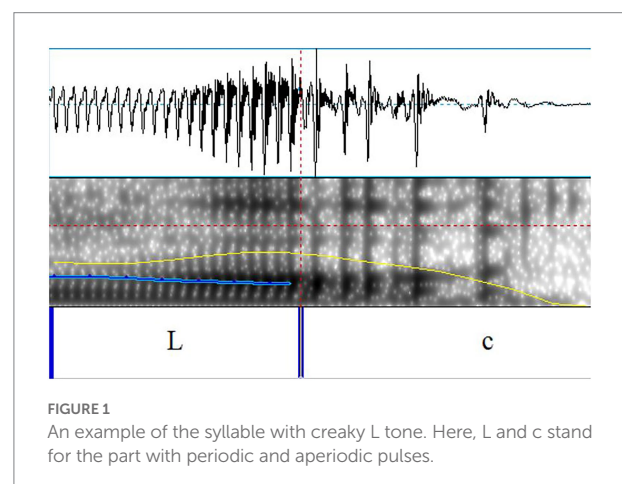 L c
FIGURE 1
An example of the syllable with creaky L tone. Here, L and c stand
for the part with periodic and aperiodic pulses.